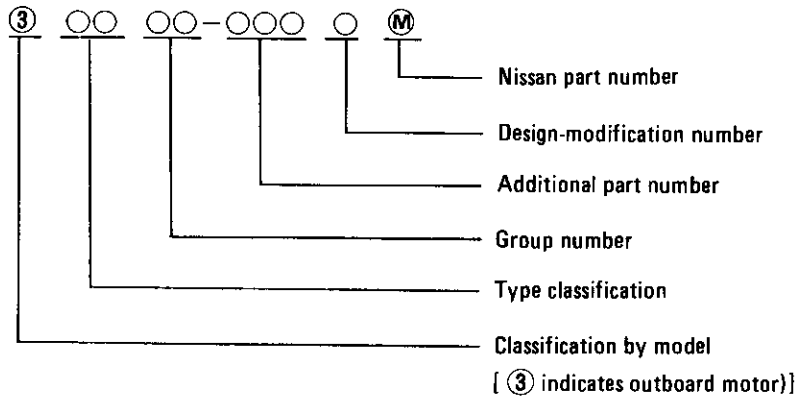 ③ ○○ ○○-○○○ ○ Ⓜ
Nissan part number
Design-modification number
Additional part number
Group number
Type classification
Classification by model
[ ③ indicates outboard motor)]